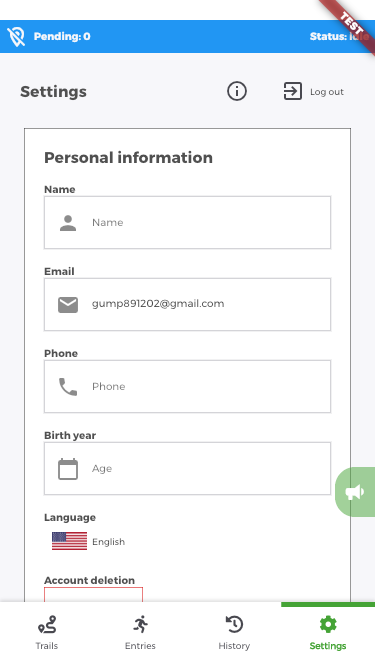 TEST
Pending: 0
Status: Idle
Settings
Log out
Personal information
Name
Name
Email
gump891202@gmail.com
Phone
Phone
Birth year
Age
Language
English
Account deletion
Trails
Entries
History
Settings